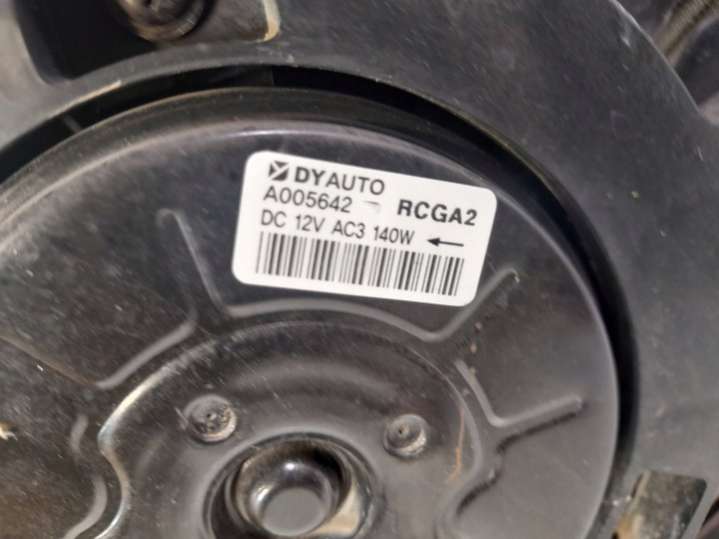 DYAUTO
A005642 RCGA2
DC 12V AC3 140W ←